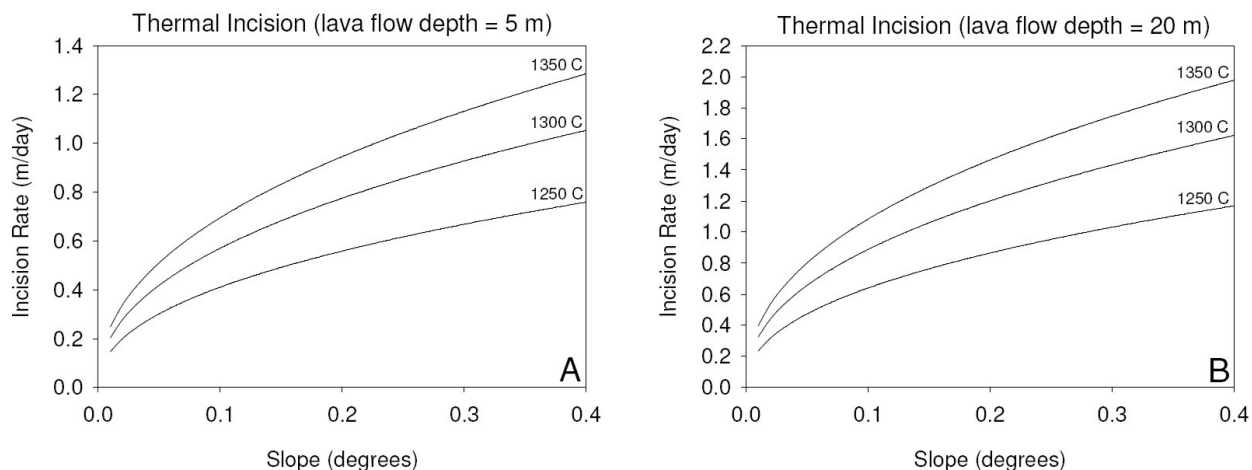 Thermal Incision (lava flow depth = 5 m)
Incision Rate (m/day)
1.4
1.2
1.0
0.8
0.6
0.4
0.2
0.0
1350 C
1300 C
1250 C
A
0.0 0.1 0.2 0.3 0.4
Slope (degrees)
Thermal Incision (lava flow depth = 20 m)
Incision Rate (m/day)
2.2
2.0
1.8
1.6
1.4
1.2
1.0
0.8
0.6
0.4
0.2
0.0
1350 C
1300 C
1250 C
B
0.0 0.1 0.2 0.3 0.4
Slope (degrees)